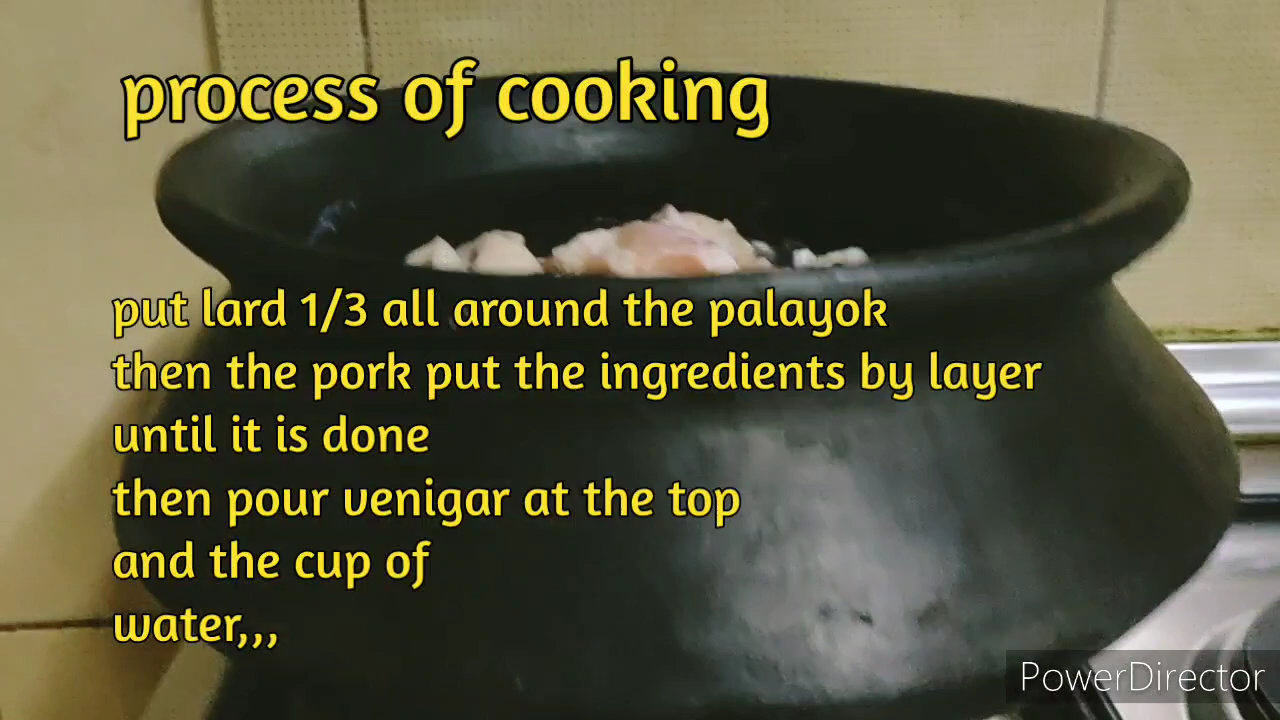 process of cooking
put lard 1/3 all around the palayok
then the pork put the ingredients by layer
until it is done
then pour venigar at the top
and the cup of
water,,,
PowerDirector